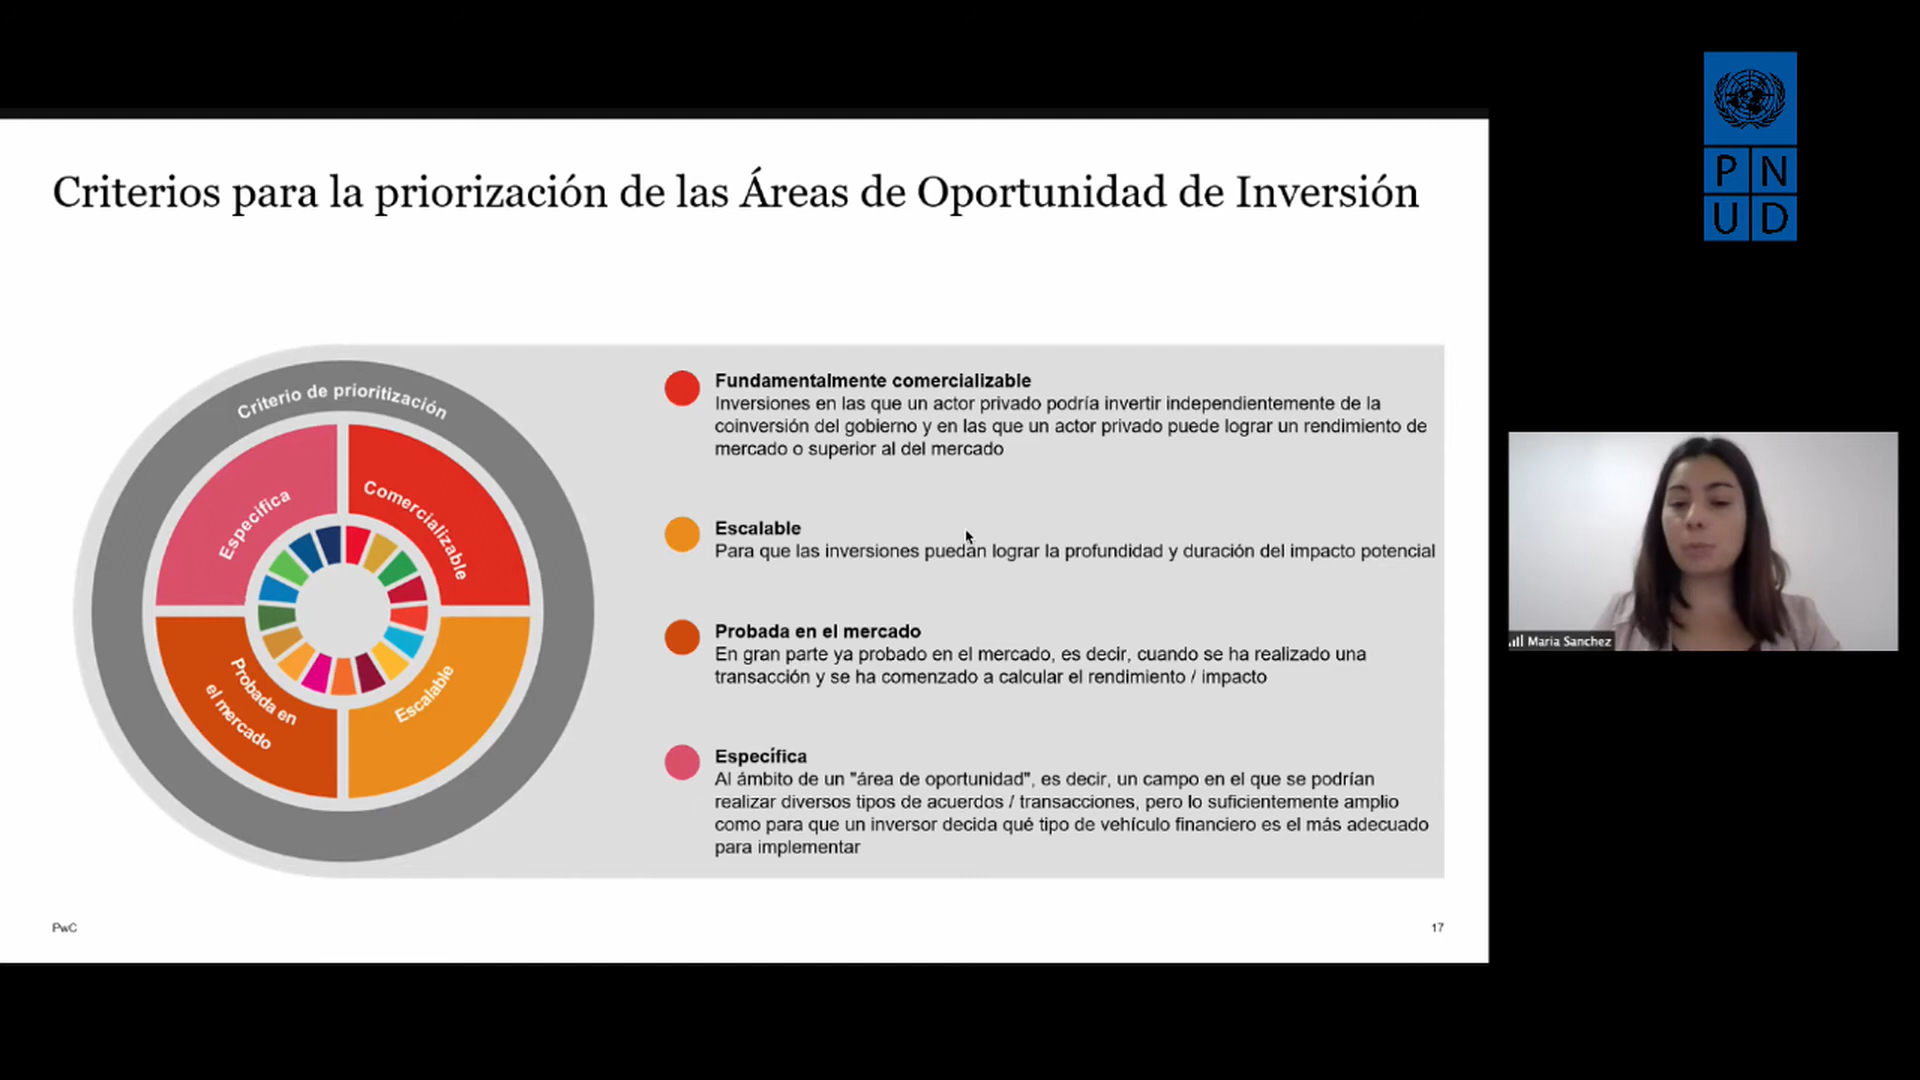 Criterios para la priorización de las Áreas de Oportunidad de Inversión
Criterio de prioritización
Específica
Comercializable
Probada en
el mercado
Escalable
Fundamentalmente comercializable
Inversiones en las que un actor privado podría invertir independientemente de la
coinversión del gobierno y en las que un actor privado puede lograr un rendimiento de
mercado o superior al del mercado
Escalable
Para que las inversiones puedan lograr la profundidad y duración del impacto potencial
Probada en el mercado
En gran parte ya probado en el mercado, es decir, cuando se ha realizado una
transacción y se ha comenzado a calcular el rendimiento / impacto
Específica
Al ámbito de un "área de oportunidad", es decir, un campo en el que se podrían
realizar diversos tipos de acuerdos / transacciones, pero lo suficientemente amplio
como para que un inversor decida qué tipo de vehículo financiero es el más adecuado
para implementar
PwC
17
P N
U D
Maria Sanchez